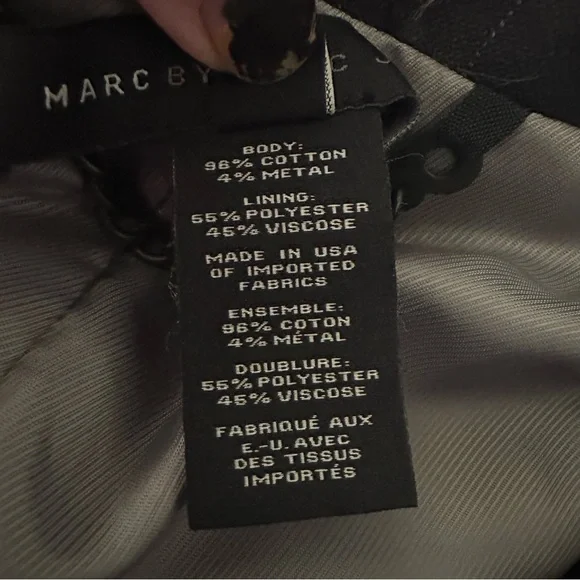 MARC BY
BODY:
96% COTTON
4% METAL
LINING:
55% POLYESTER
45% VISCOSE
MADE IN USA
OF IMPORTED
FABRICS
ENSEMBLE:
96% COTON
4% MÉTAL
DOUBLURE:
55% POLYESTER
45% VISCOSE
FABRIQUÉ AUX
E.-U. AVEC
DES TISSUS
IMPORTÉS